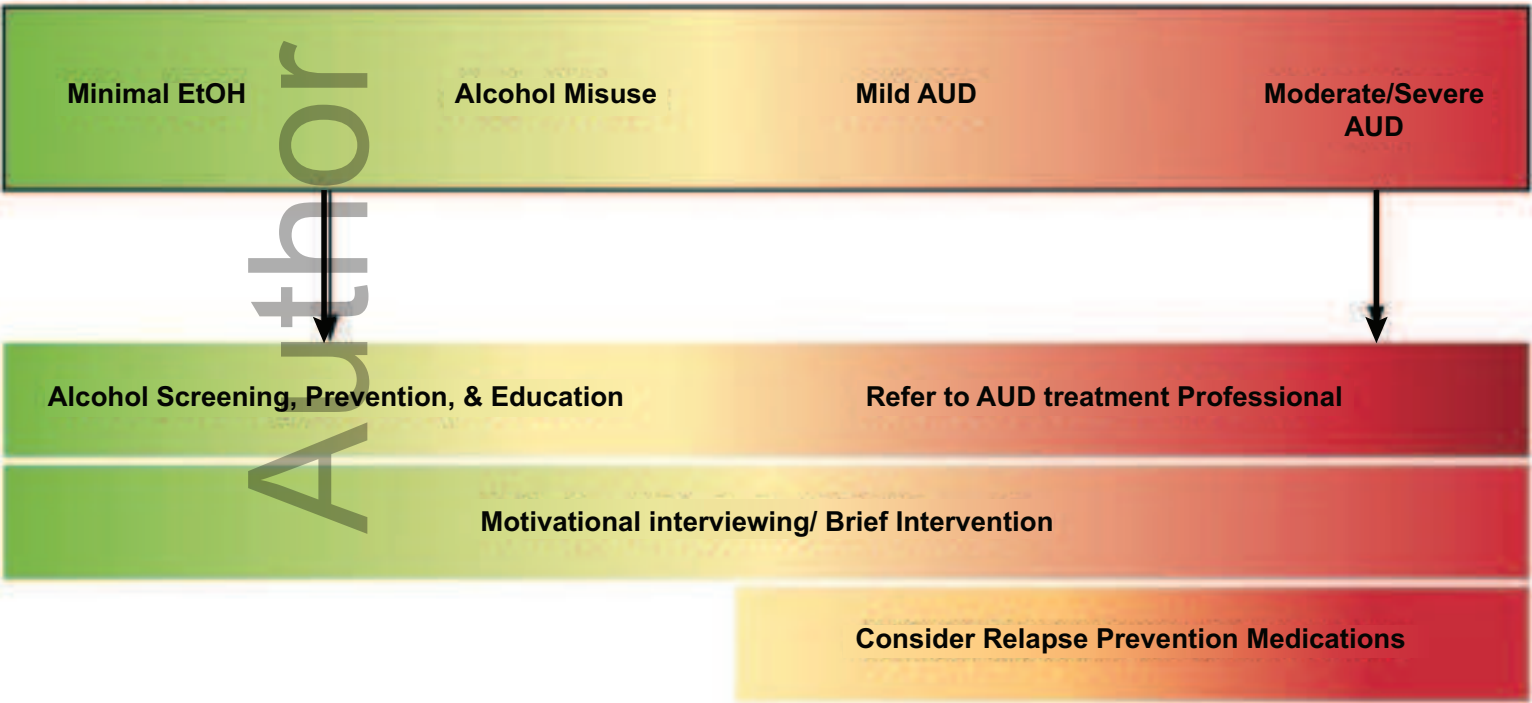 Minimal EtOH
Alcohol Misuse
Mild AUD
Moderate/Severe
AUD
Author
Alcohol Screening, Prevention, & Education
Refer to AUD treatment Professional
Motivational interviewing/ Brief Intervention
Consider Relapse Prevention Medications